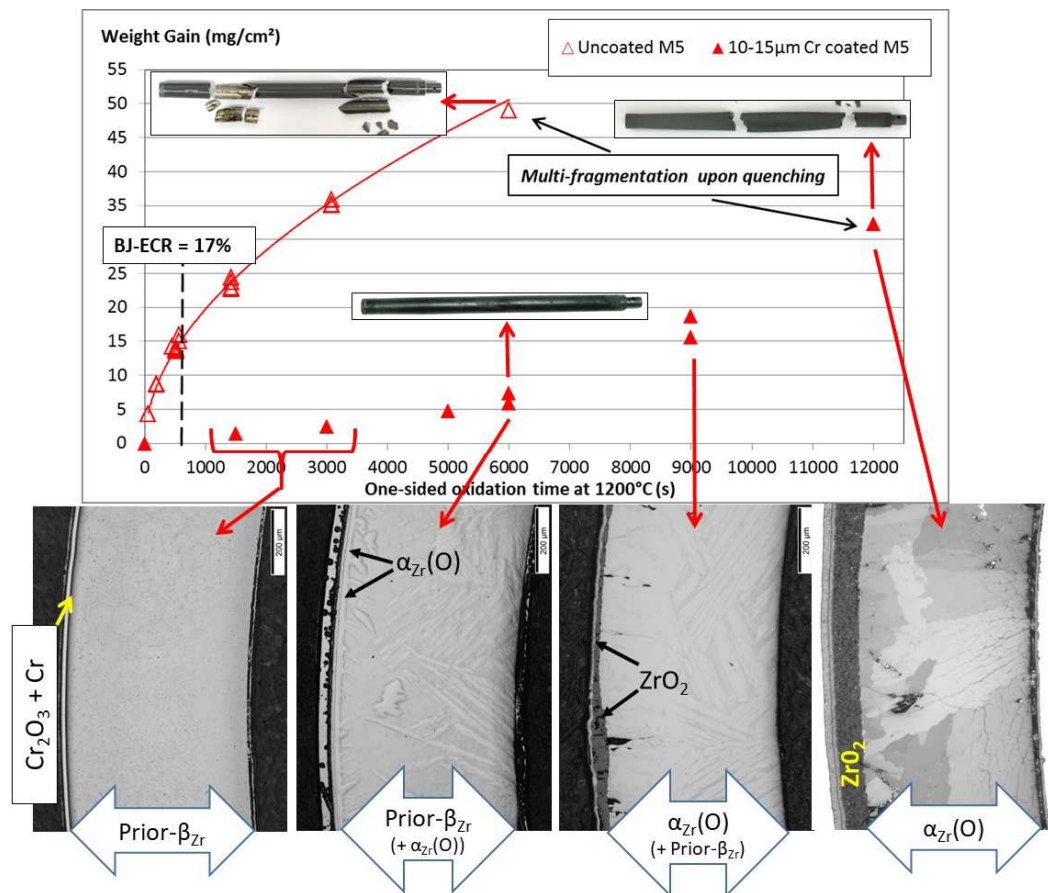 Weight Gain (mg/cm²)
Uncoated M5
10-15µm Cr coated M5
55
50
45
40
35
30
25
20
15
10
5
0
Multi-fragmentation upon quenching
BJ-ECR = 17%
0 1000 2000 3000 4000 5000 6000 7000 8000 9000 10000 11000 12000
One-sided oxidation time at 1200°C (s)
200 µm
αZr(O)
200 µm
ZrO₂
200 µm
Cr₂O₃ + Cr
ZrO₂
Prior-βZr
Prior-βZr
(+ αZr(O))
αZr(O)
(+ Prior-βZr)
αZr(O)